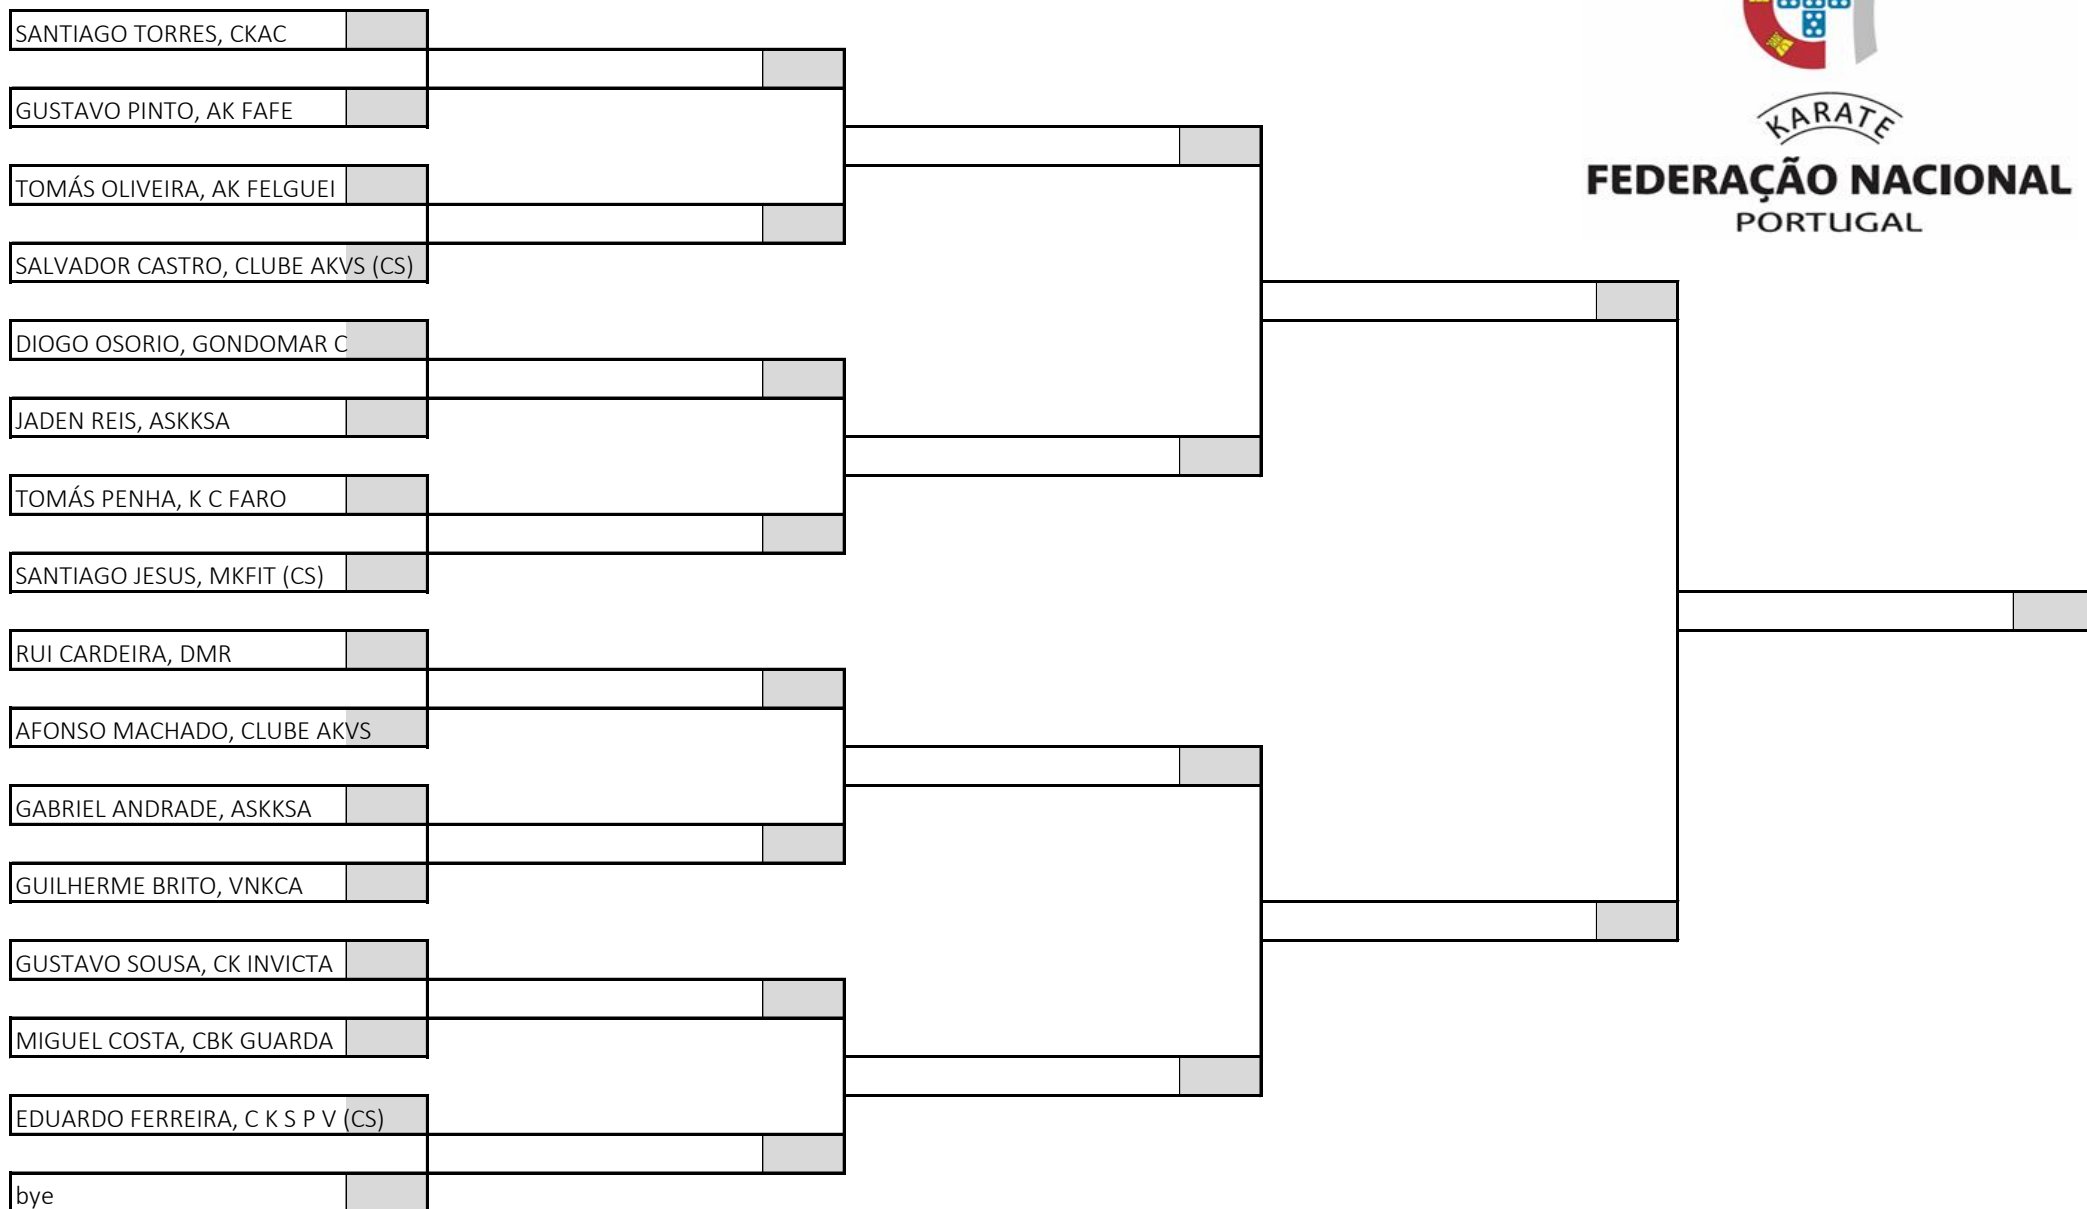 SANTIAGO TORRES, CKAC
GUSTAVO PINTO, AK FAFE
KARATE
TOMÁS OLIVEIRA, AK FELGUEI
FEDERAÇÃO NACIONAL
PORTUGAL
SALVADOR CASTRO, CLUBE AKVS (CS)
DIOGO OSORIO, GONDOMAR C
JADEN REIS, ASKKSA
TOMÁS PENHA, K C FARO
SANTIAGO JESUS, MKFIT (CS)
RUI CARDEIRA, DMR
AFONSO MACHADO, CLUBE AKVS
GABRIEL ANDRADE, ASKKSA
GUILHERME BRITO, VNKCA
GUSTAVO SOUSA, CK INVICTA
MIGUEL COSTA, CBK GUARDA
EDUARDO FERREIRA, C K S P V (CS)
bye